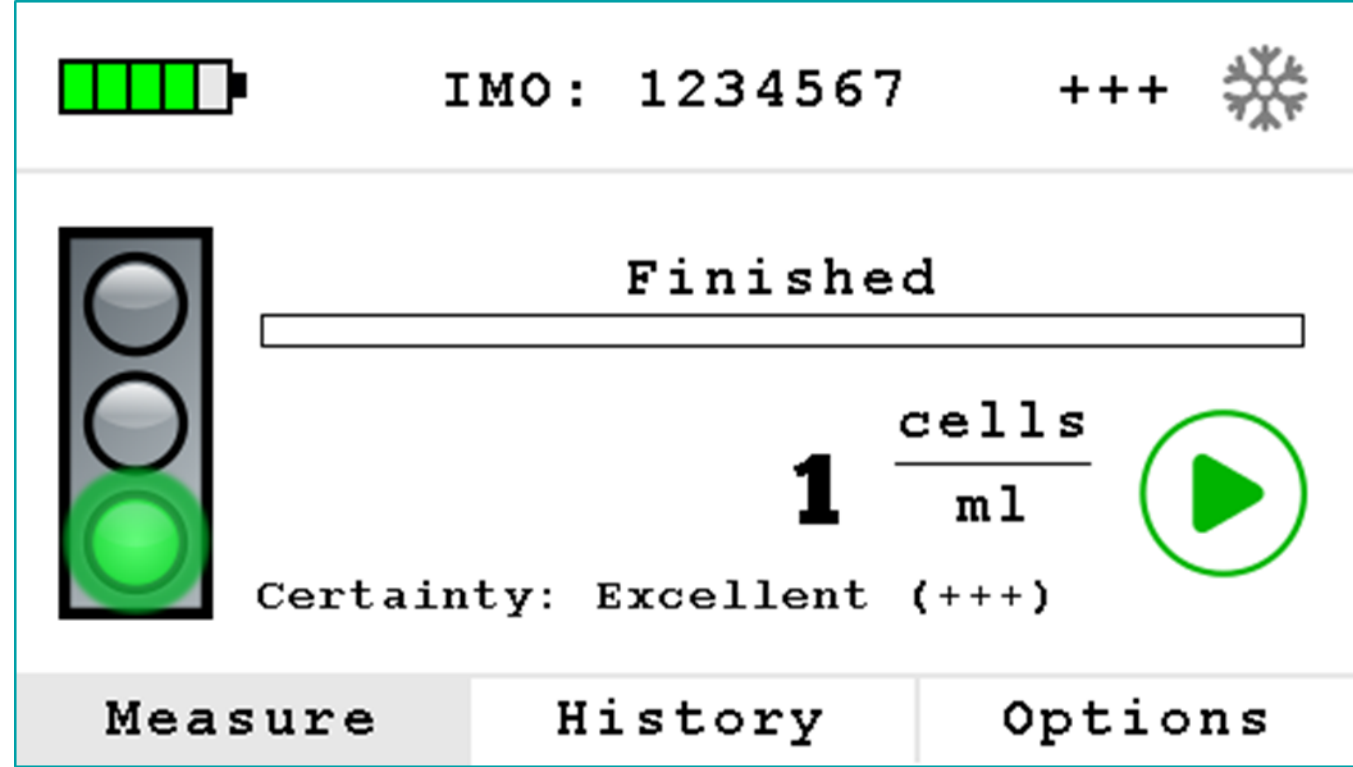 IMO: 1234567 +++
Finished
1 cells
ml
Certainty: Excellent (+++)
Measure History Options